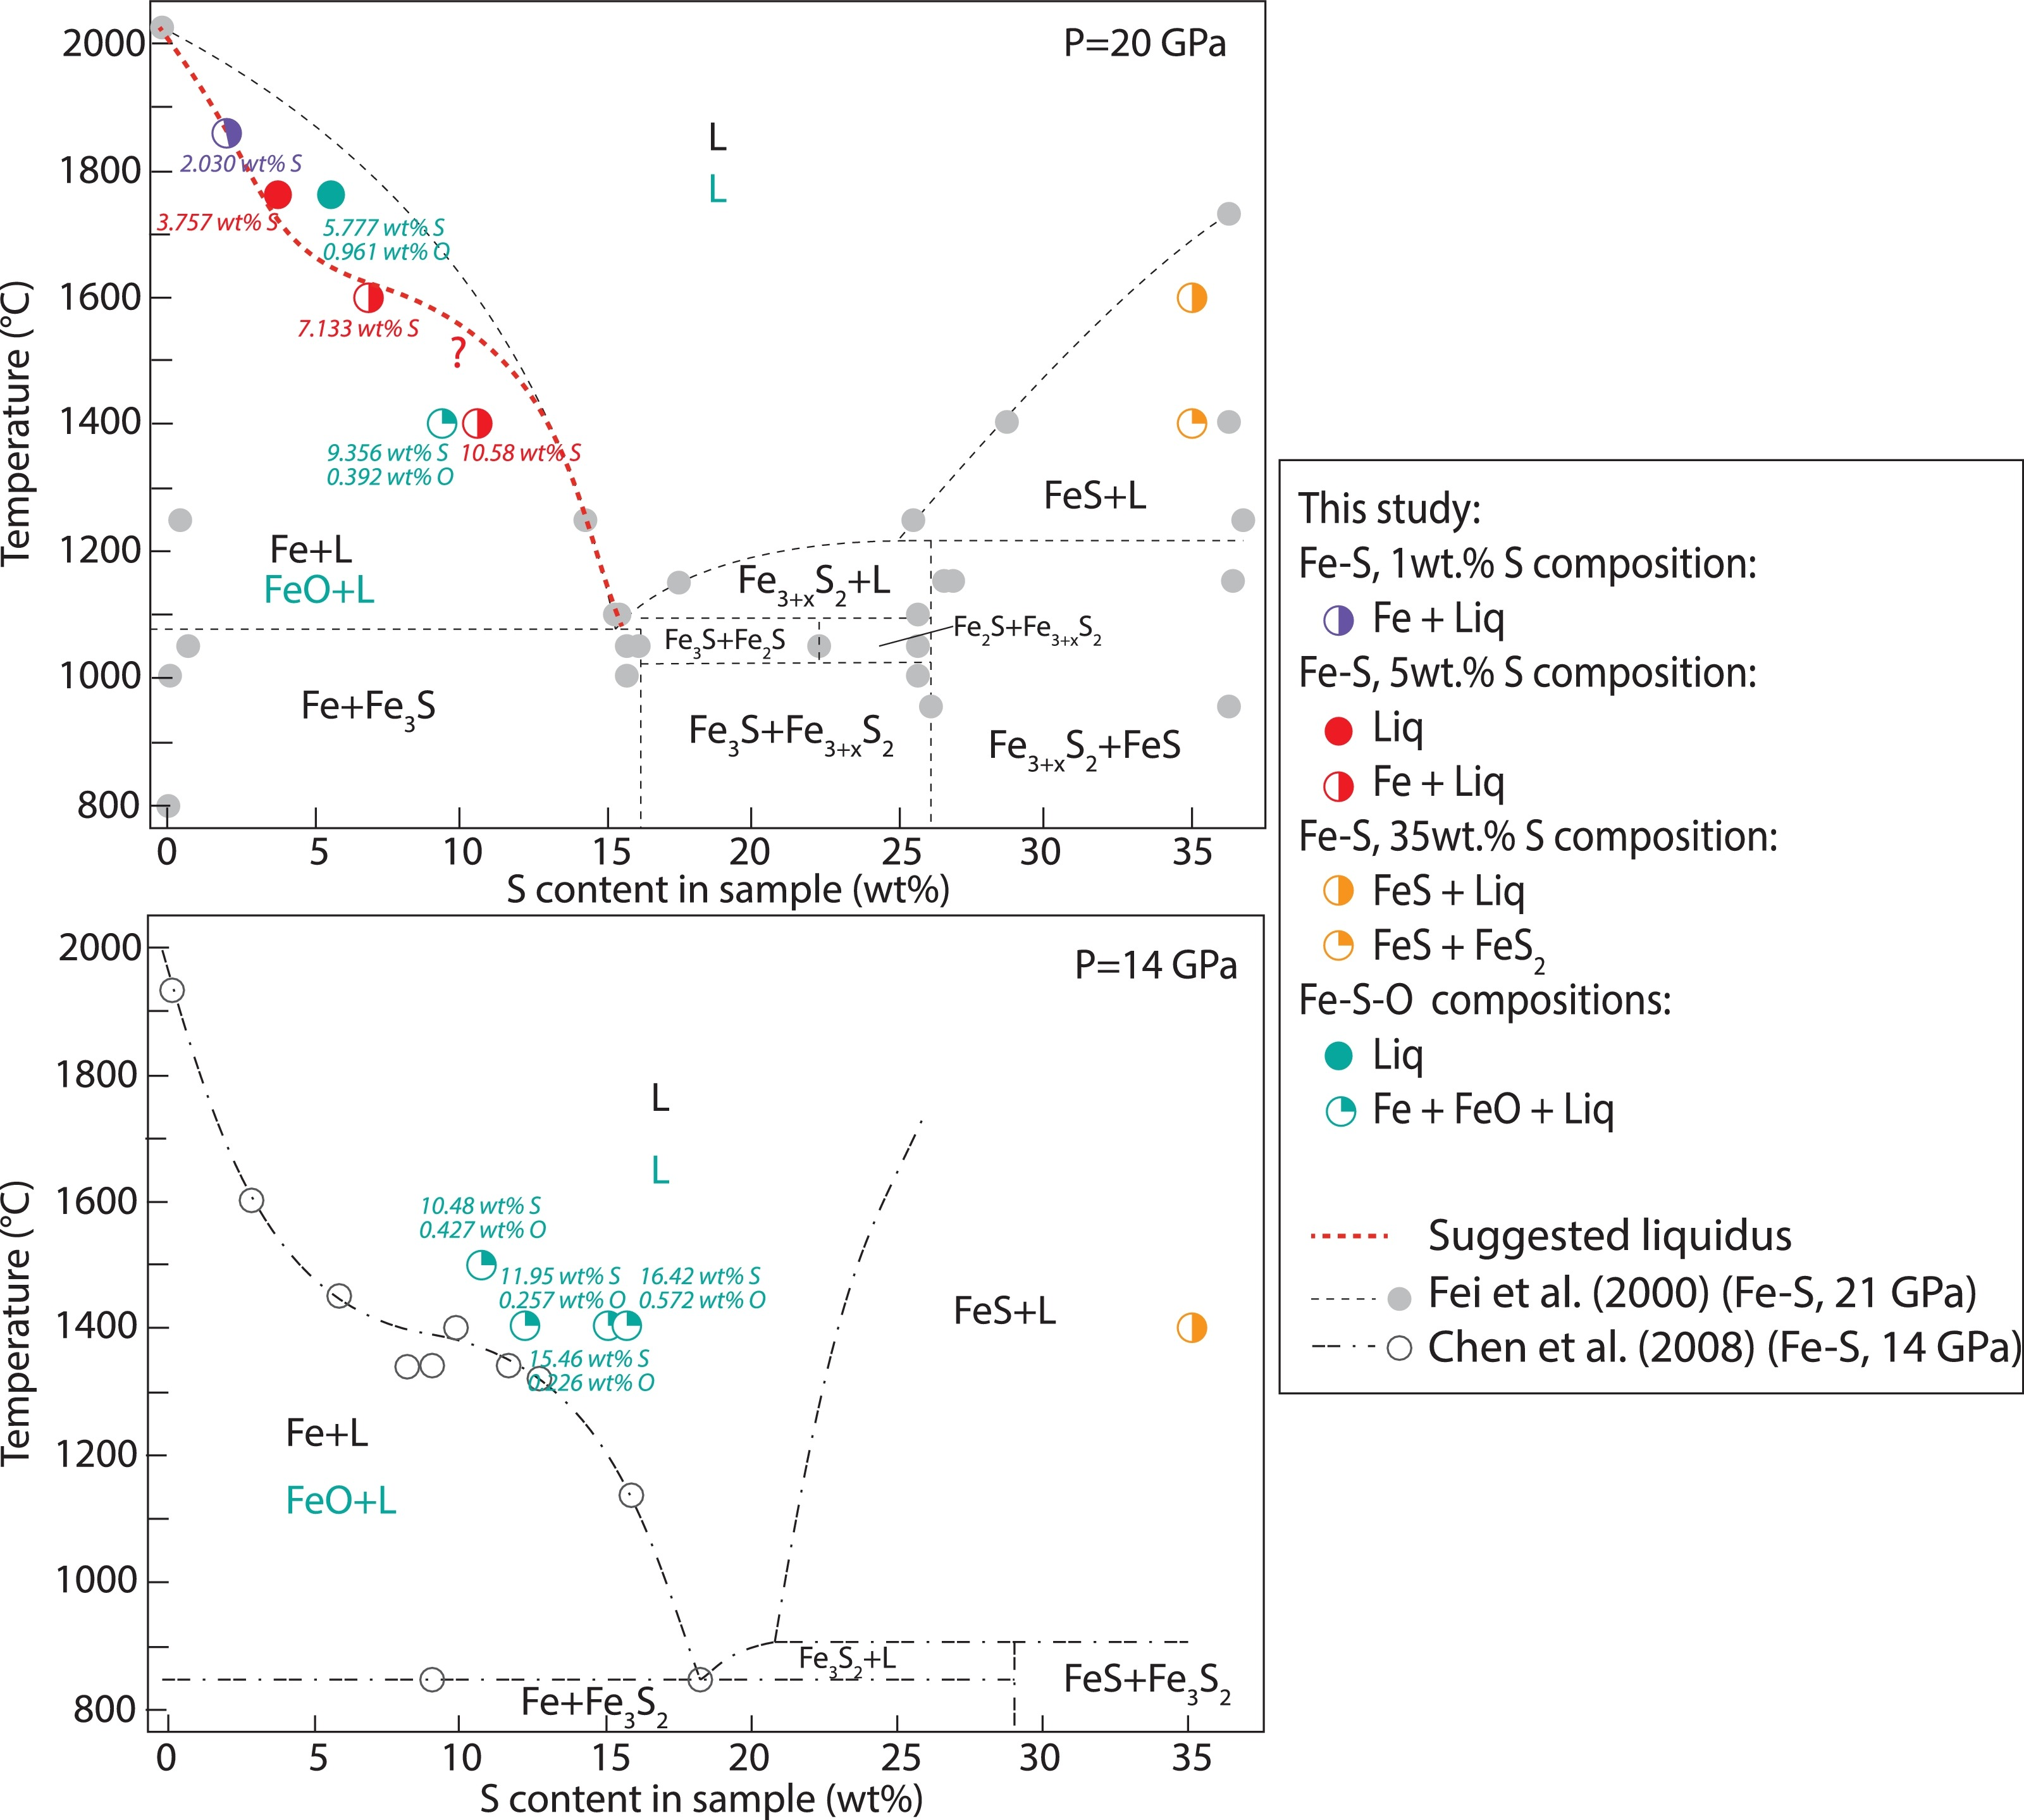 P=20 GPa
2000
1800
1600
1400
1200
1000
800
Temperature (°C)
L
L
2.030 wt% S
3.757 wt% S
5.777 wt% S
0.961 wt% O
7.133 wt% S
?
9.356 wt% S
0.392 wt% O
10.58 wt% S
Fe+L
FeO+L
FeS+L
Fe3+xS2+L
Fe3S+Fe2S
Fe2S+Fe3+xS2
Fe+Fe3S
Fe3S+Fe3+xS2
Fe3+xS2+FeS
0 5 10 15 20 25 30 35
S content in sample (wt%)
P=14 GPa
2000
1800
1600
1400
1200
1000
800
Temperature (°C)
L
L
10.48 wt% S
0.427 wt% O
11.95 wt% S
0.257 wt% O
16.42 wt% S
0.572 wt% O
15.46 wt% S
0.226 wt% O
FeS+L
Fe+L
FeO+L
Fe3S2+L
Fe+Fe3S2
FeS+Fe3S2
0 5 10 15 20 25 30 35
S content in sample (wt%)
This study:
Fe-S, 1wt.% S composition:
Fe + Liq
Fe-S, 5wt.% S composition:
Liq
Fe + Liq
Fe-S, 35wt.% S composition:
FeS + Liq
FeS + FeS2
Fe-S-O compositions:
Liq
Fe + FeO + Liq
Suggested liquidus
Fei et al. (2000) (Fe-S, 21 GPa)
Chen et al. (2008) (Fe-S, 14 GPa)